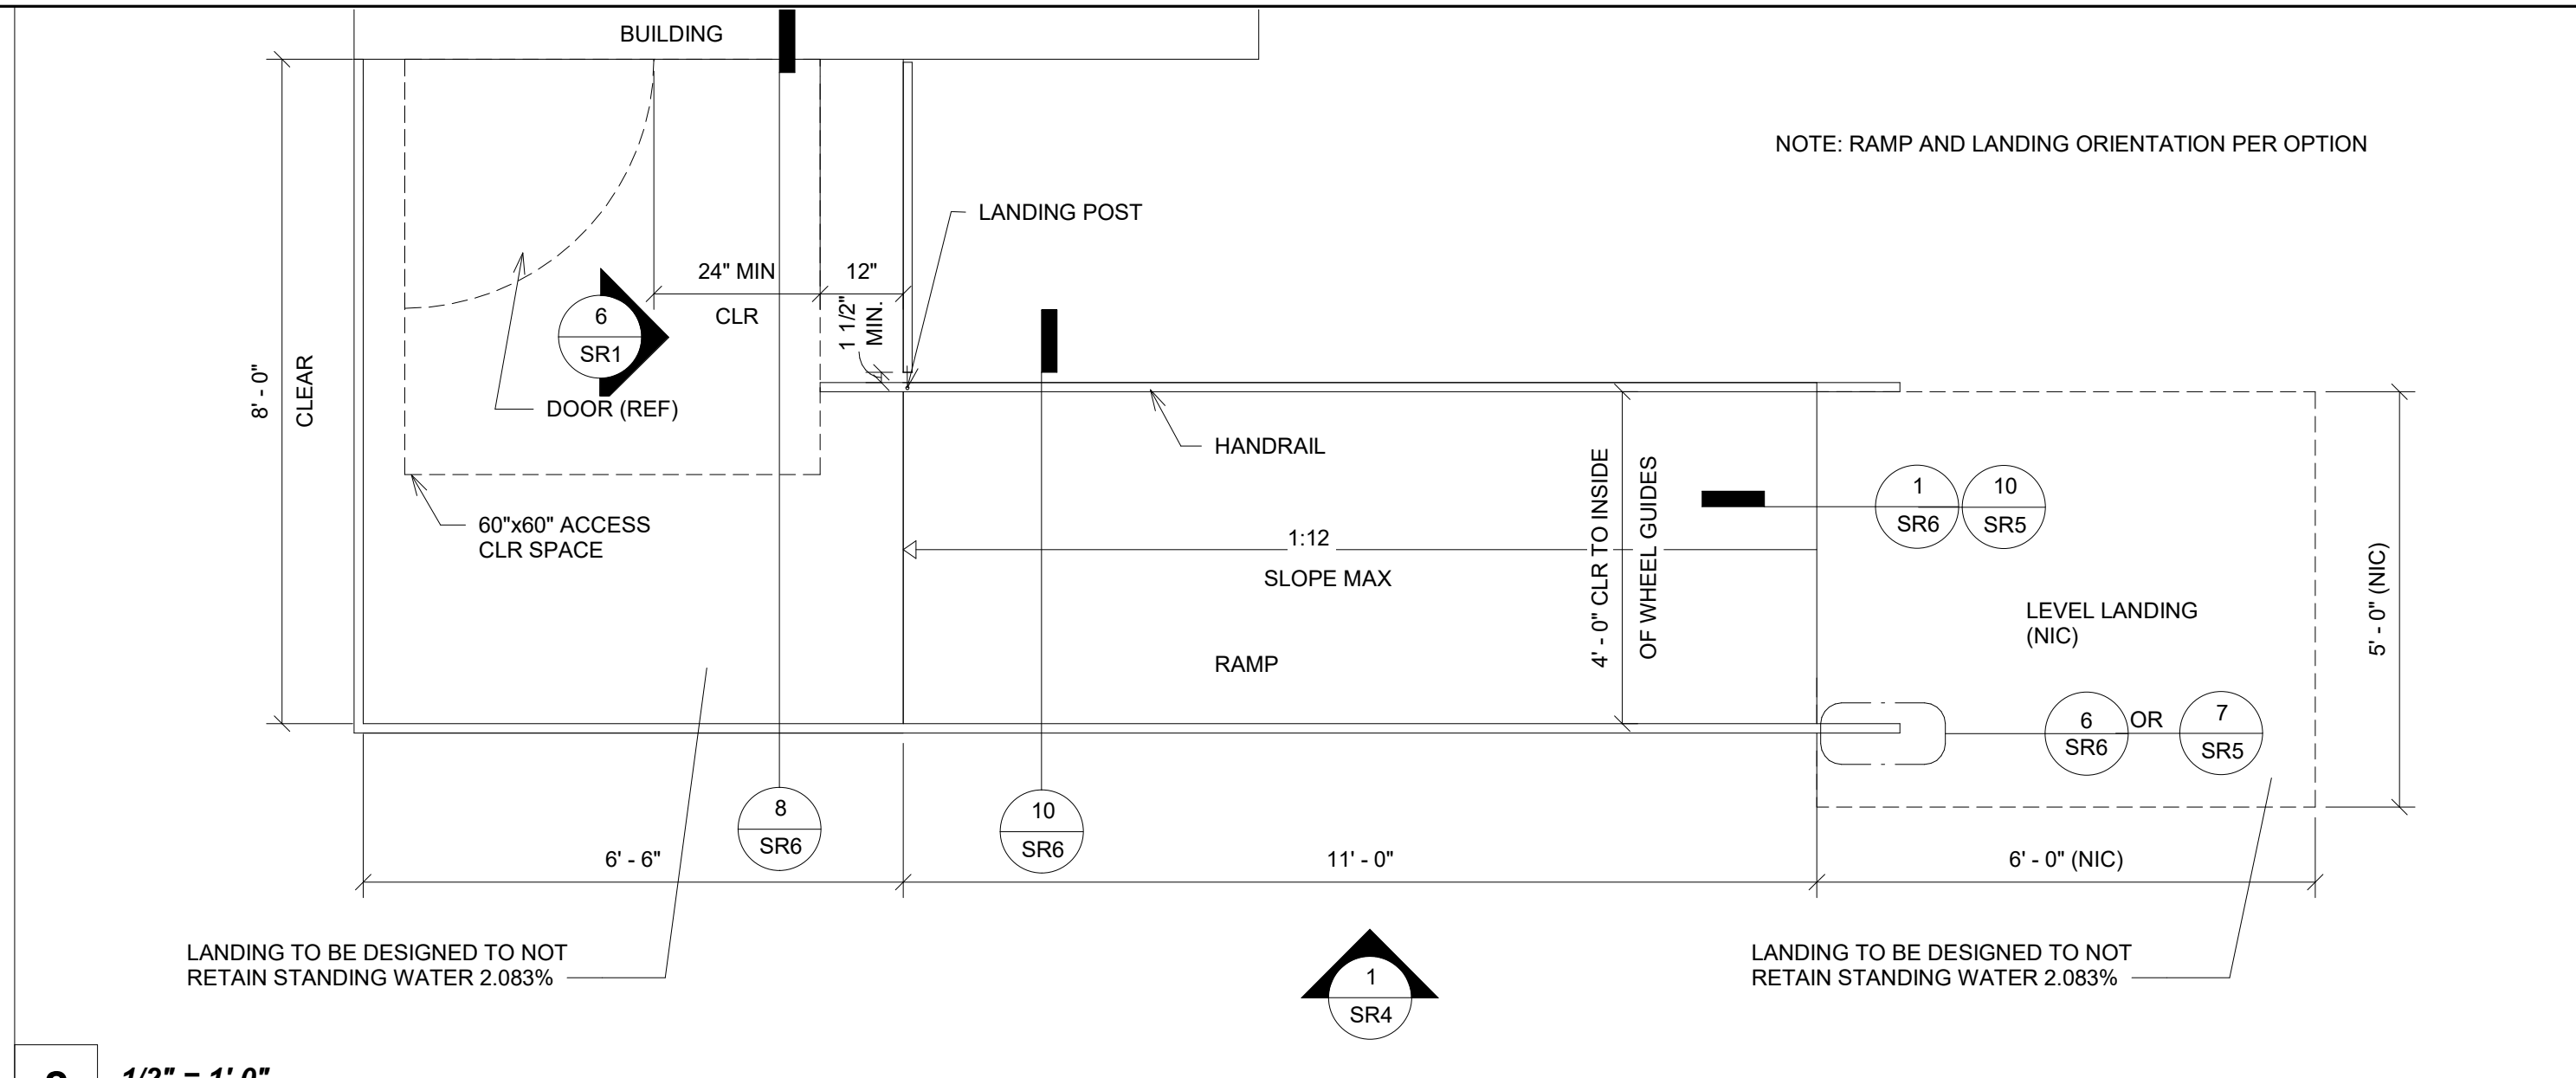 BUILDING
NOTE: RAMP AND LANDING ORIENTATION PER OPTION
LANDING POST
24" MIN
CLR
12"
1 1/2"
MIN.
6
SR1
8' - 0"
CLEAR
DOOR (REF)
HANDRAIL
60"x60" ACCESS
CLR SPACE
1:12
SLOPE MAX
4' - 0" CLR TO INSIDE
OF WHEEL GUIDES
1
SR6
10
SR5
LEVEL LANDING
(NIC)
5' - 0" (NIC)
RAMP
6
SR6
OR
7
SR5
8
SR6
10
SR6
6' - 6"
11' - 0"
6' - 0" (NIC)
LANDING TO BE DESIGNED TO NOT
RETAIN STANDING WATER 2.083%
1
SR4
LANDING TO BE DESIGNED TO NOT
RETAIN STANDING WATER 2.083%
1/2" = 1'-0"